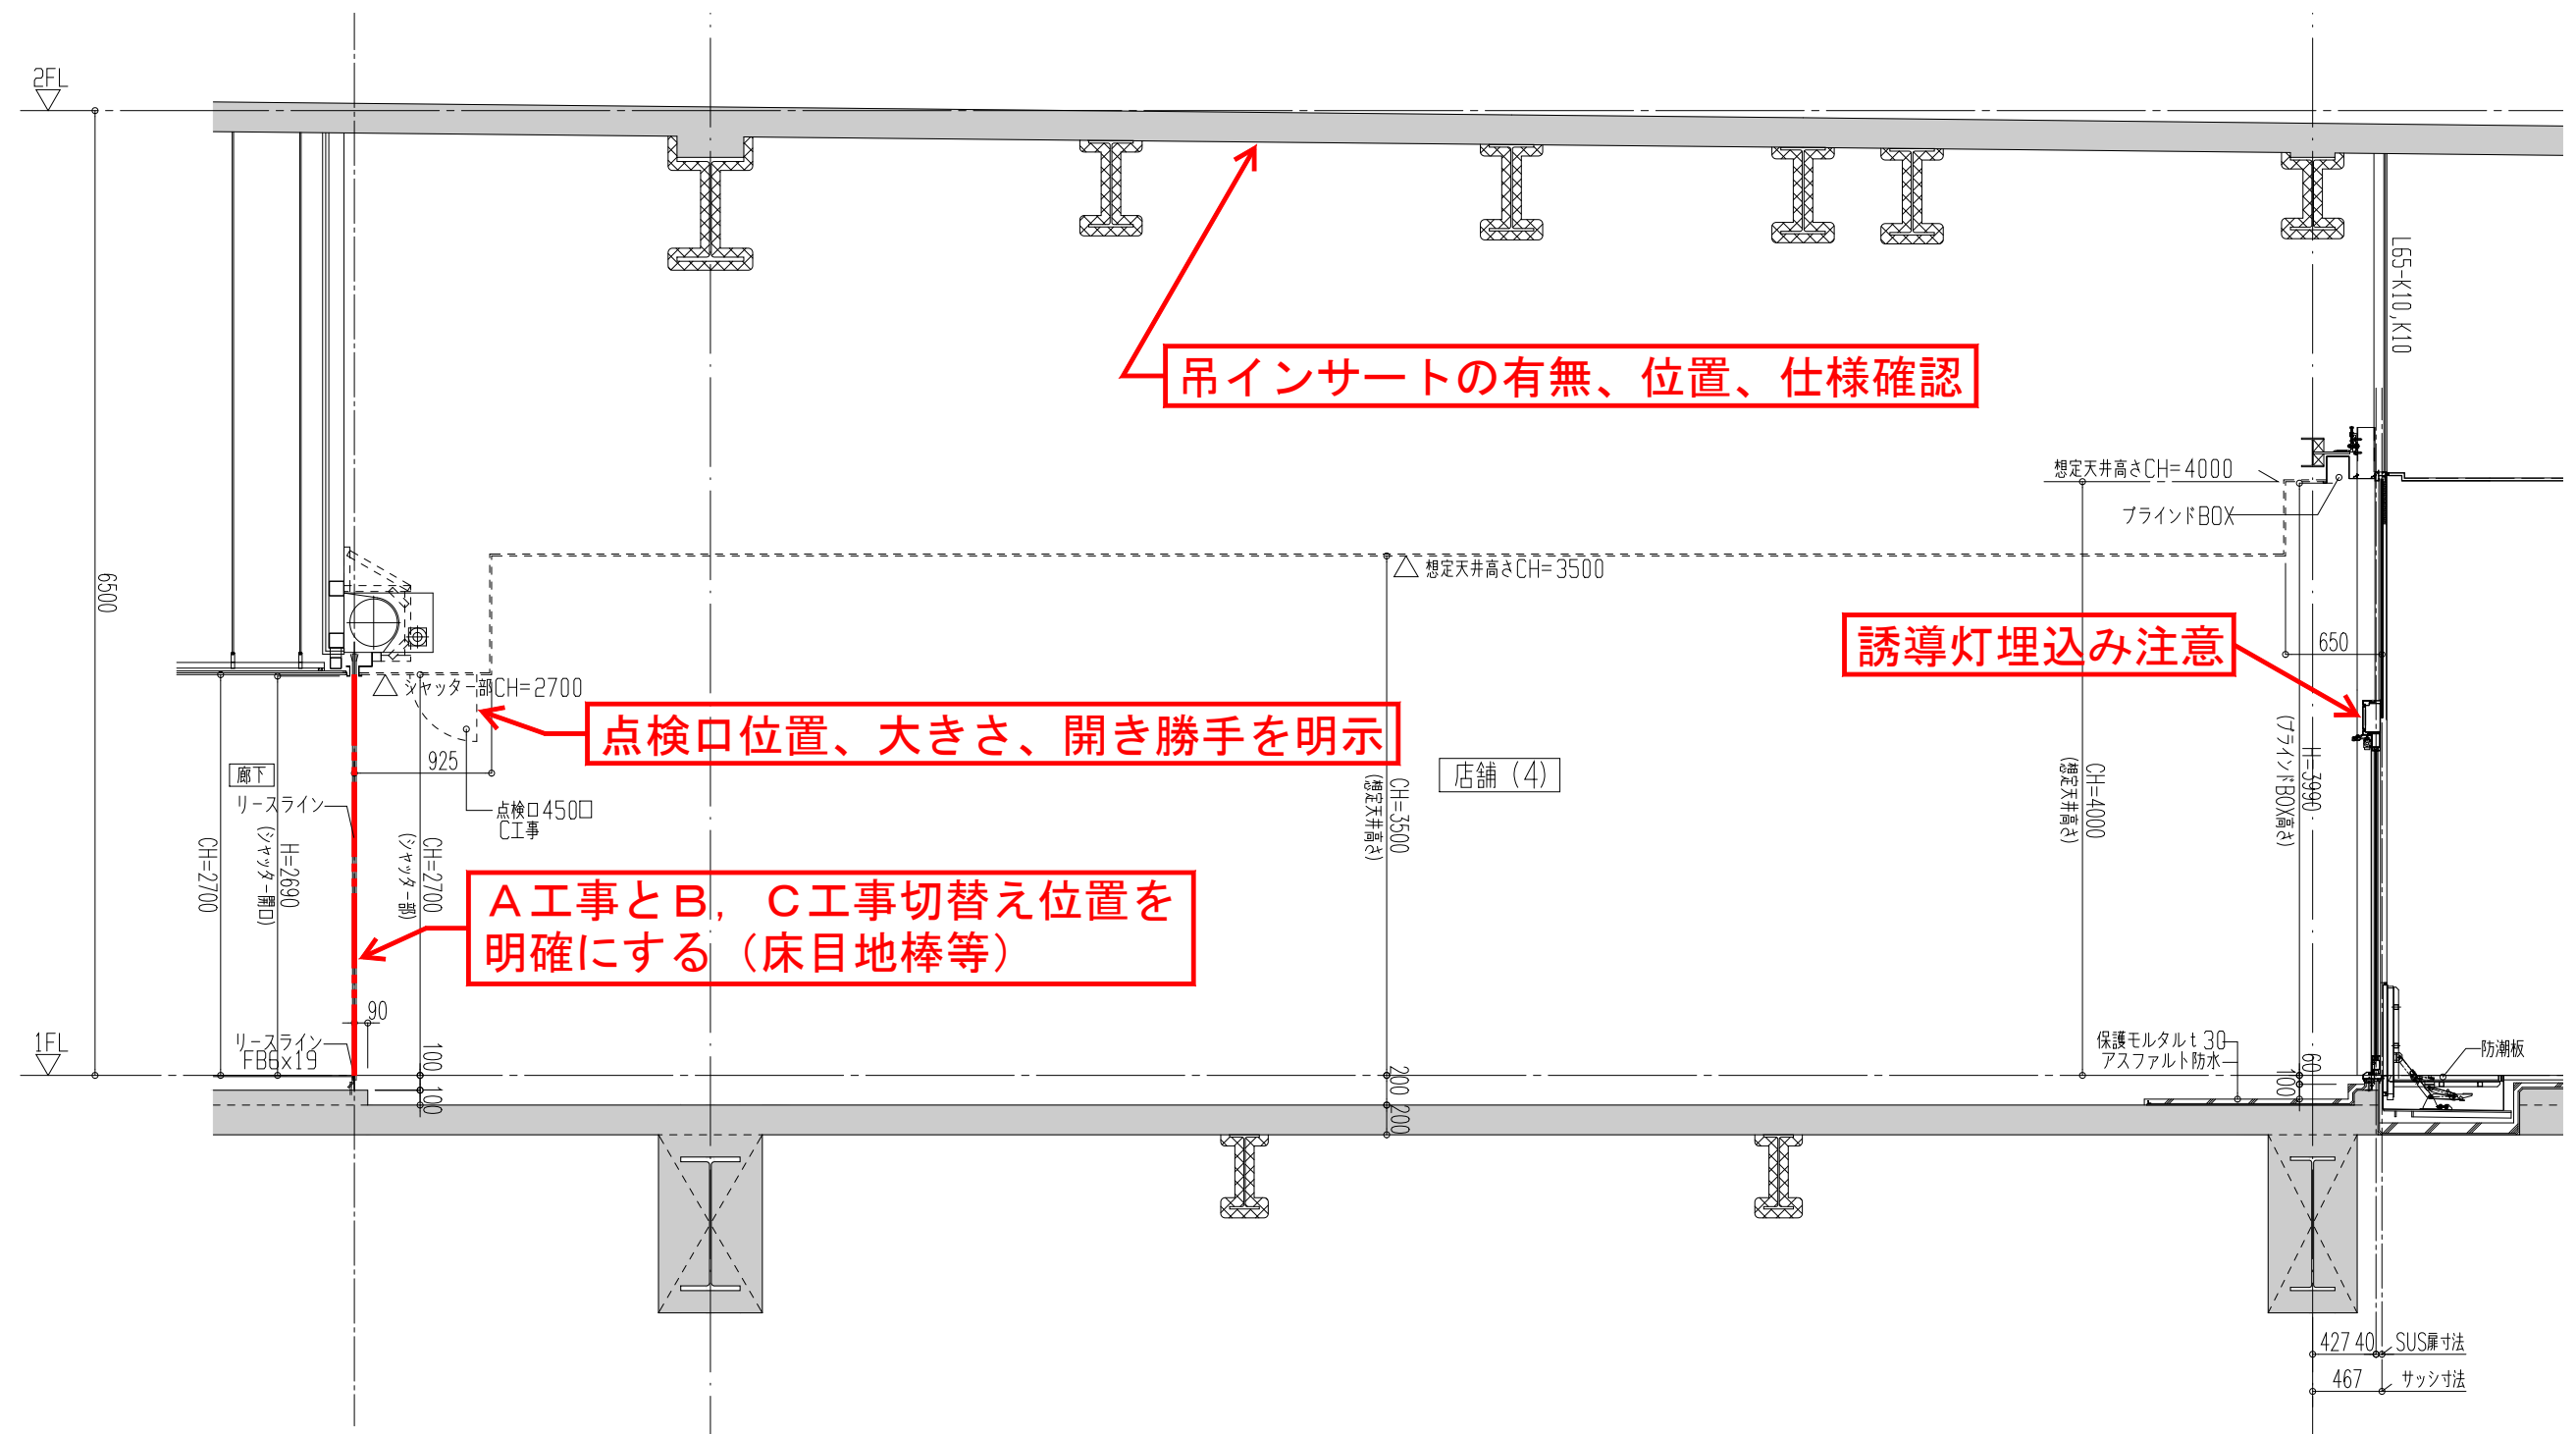 2FL
L65-K10,K10
吊インサートの有無、位置、仕様確認
想定天井高さCH=4000
ブラインドBOX
6500
想定天井高さCH=3500
誘導灯埋込み注意
650
シャッター部CH=2700
点検口位置、大きさ、開き勝手を明示
925
廊下
リースライン
点検口450□
C工事
店舗（4）
CH=2700
H=2690
(シャッター開口)
CH=2700
(シャッター部)
CH=3500
(想定天井高さ)
CH=4000
(想定天井高さ)
H=3990
(ブラインドBOX高さ)
Ａ工事とＢ，Ｃ工事切替え位置を
明確にする（床目地棒等）
90
1FL
リースライン
FB6×19
100
100
200
200
保護モルタルｔ30
アスファルト防水
60
100
防潮板
427
40
SUS扉寸法
467
サッシ寸法